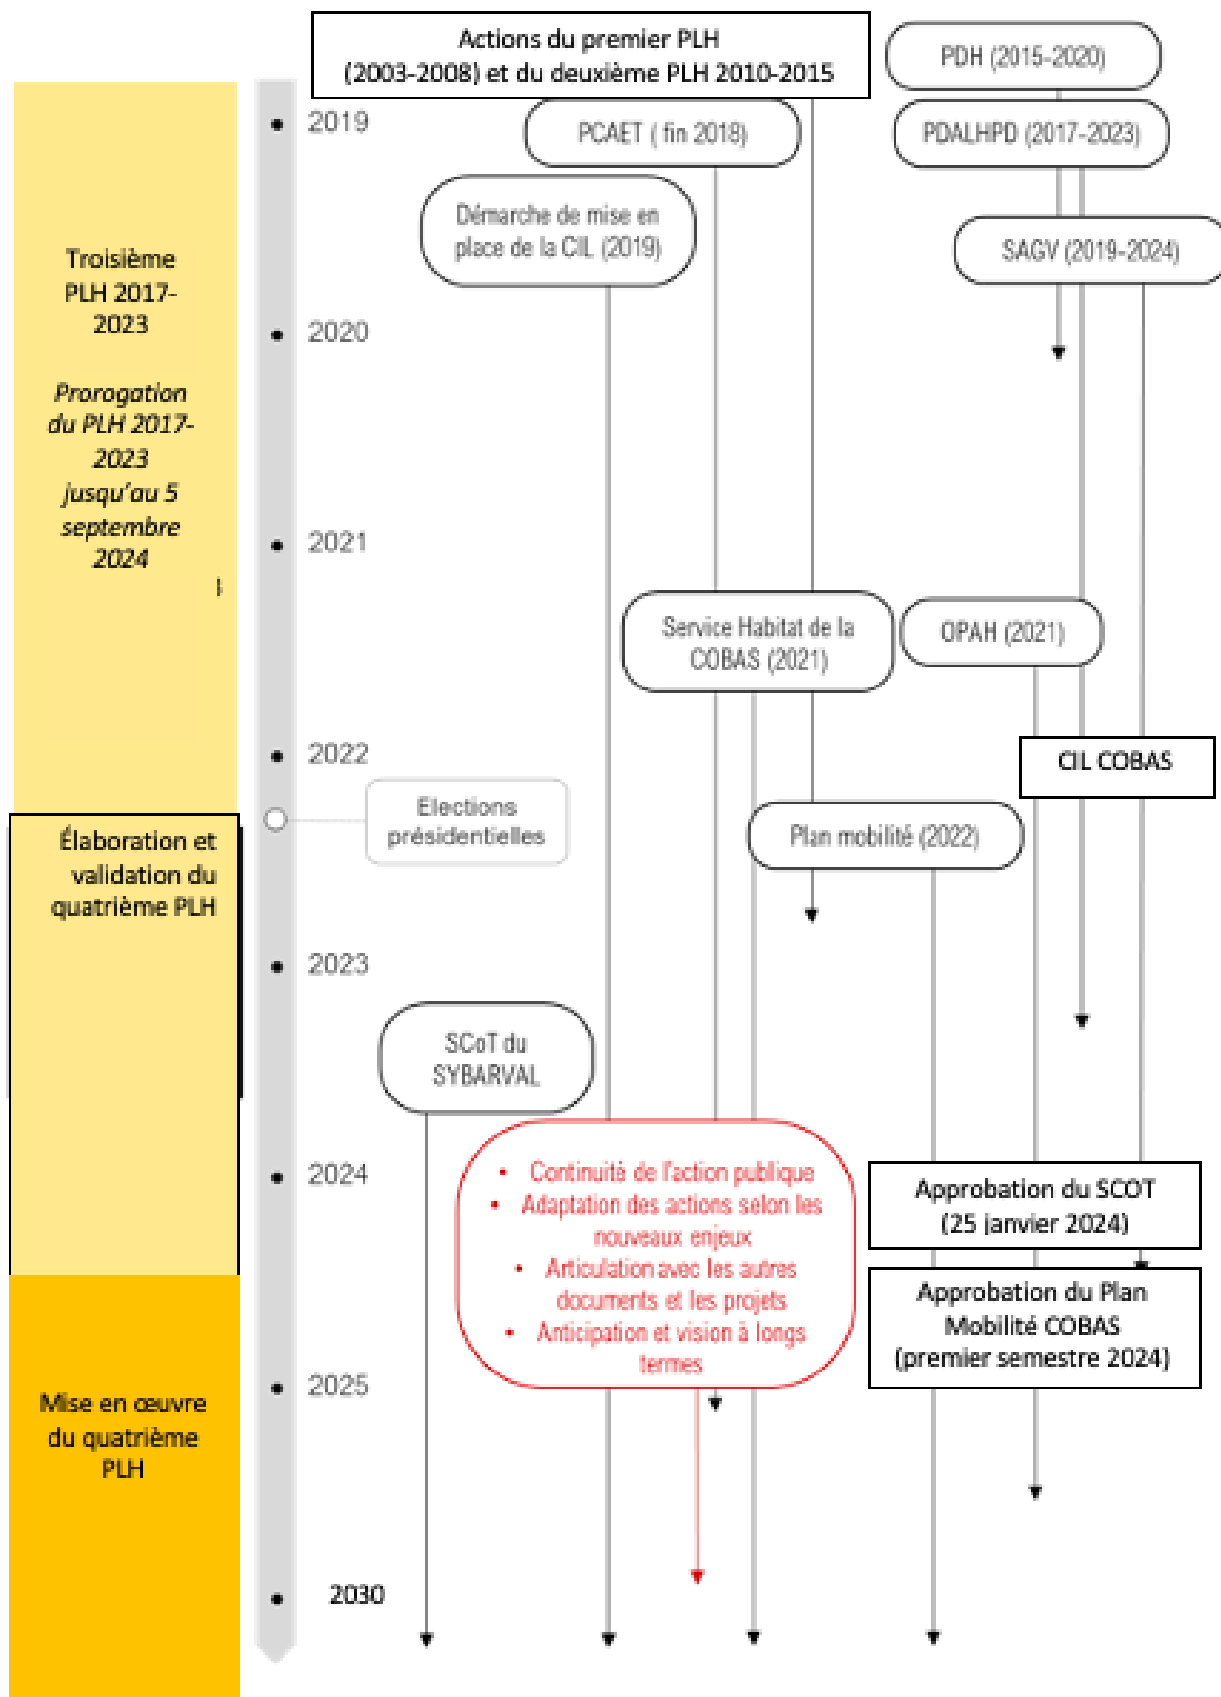 Actions du premier PLH
(2003-2008) et du deuxième PLH 2010-2015
PDH (2015-2020)
2019
PCAET ( fin 2018)
PDALHPD (2017-2023)
Démarche de mise en
place de la CIL (2019)
SAGV (2019-2024)
Troisième
PLH 2017-
2023
2020
Prorogation
du PLH 2017-
2023
jusqu'au 5
septembre
2024
2021
Service Habitat de la
COBAS (2021)
OPAH (2021)
2022
CIL COBAS
Elections
présidentielles
Plan mobilité (2022)
Élaboration et
validation du
quatrième PLH
2023
SCoT du
SYBARVAL
2024
• Continuité de l'action publique
• Adaptation des actions selon les
nouveaux enjeux
• Articulation avec les autres
documents et les projets
• Anticipation et vision à longs
termes
Approbation du SCOT
(25 janvier 2024)
Approbation du Plan
Mobilité COBAS
(premier semestre 2024)
2025
Mise en œuvre
du quatrième
PLH
2030